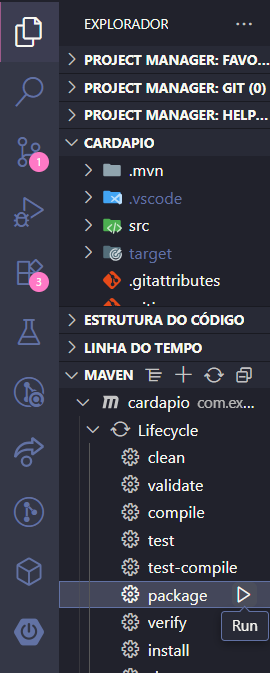 EXPLORADOR
PROJECT MANAGER: FAVO...
PROJECT MANAGER: GIT (0)
PROJECT MANAGER: HELP...
CARDAPIO
.mvn
.vscode
src
target
.gitattributes
1
3
ESTRUTURA DO CÓDIGO
LINHA DO TEMPO
MAVEN
cardapio com.ex...
Lifecycle
clean
validate
compile
test
test-compile
package
Run
verify
install